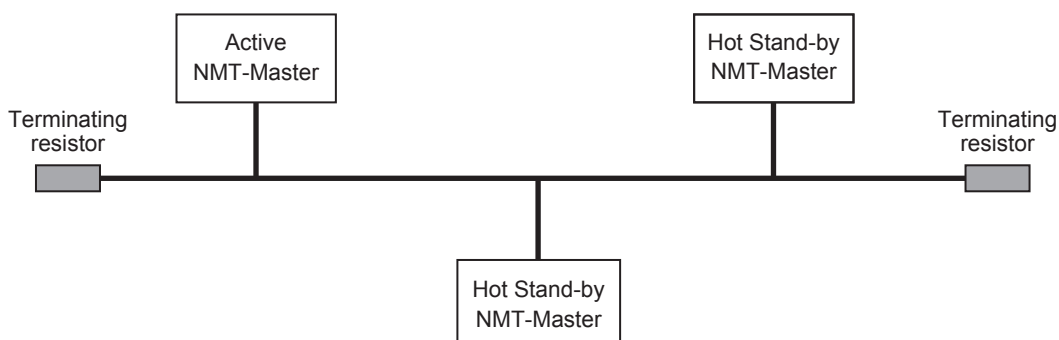 Active
NMT-Master
Hot Stand-by
NMT-Master
Terminating
resistor
Terminating
resistor
Hot Stand-by
NMT-Master